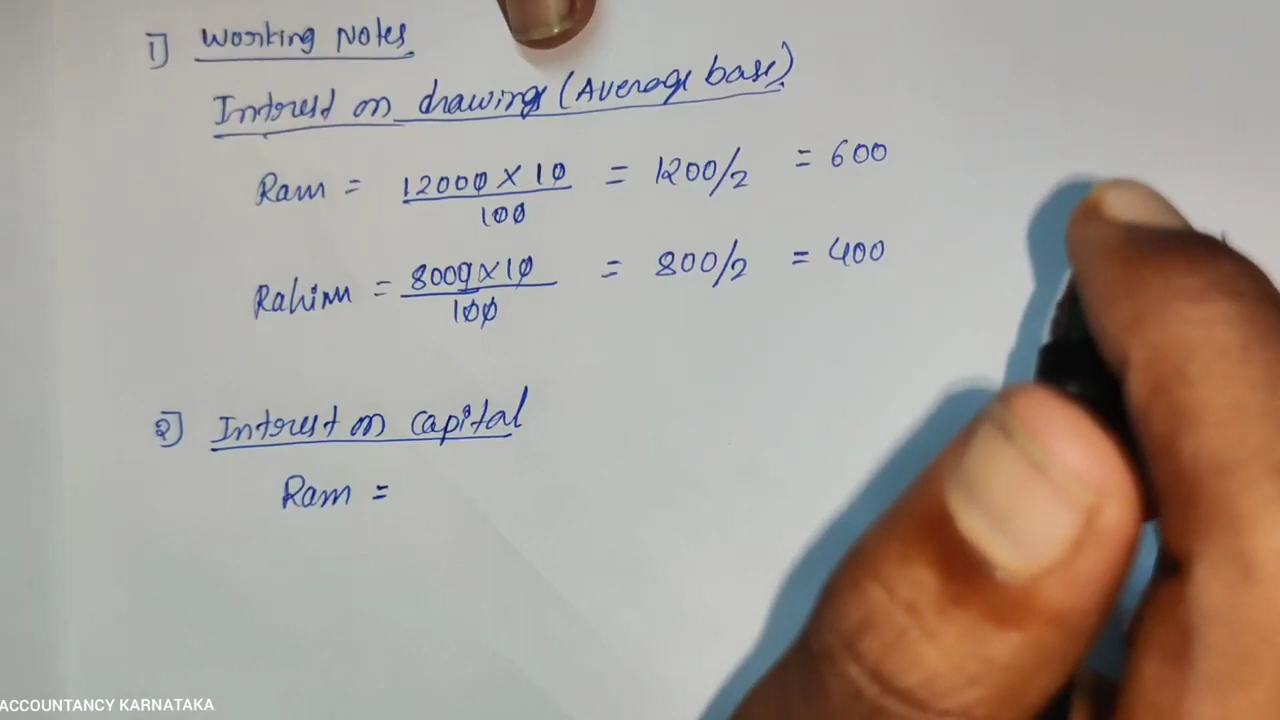 1] Working Notes
Interest on drawings (Average base)
Ram = 12000 X 10 / 100 = 1200/2 = 600
Rahim = 8000 X 10 / 100 = 800/2 = 400
2] Interest on capital
Ram =
ACCOUNTANCY KARNATAKA